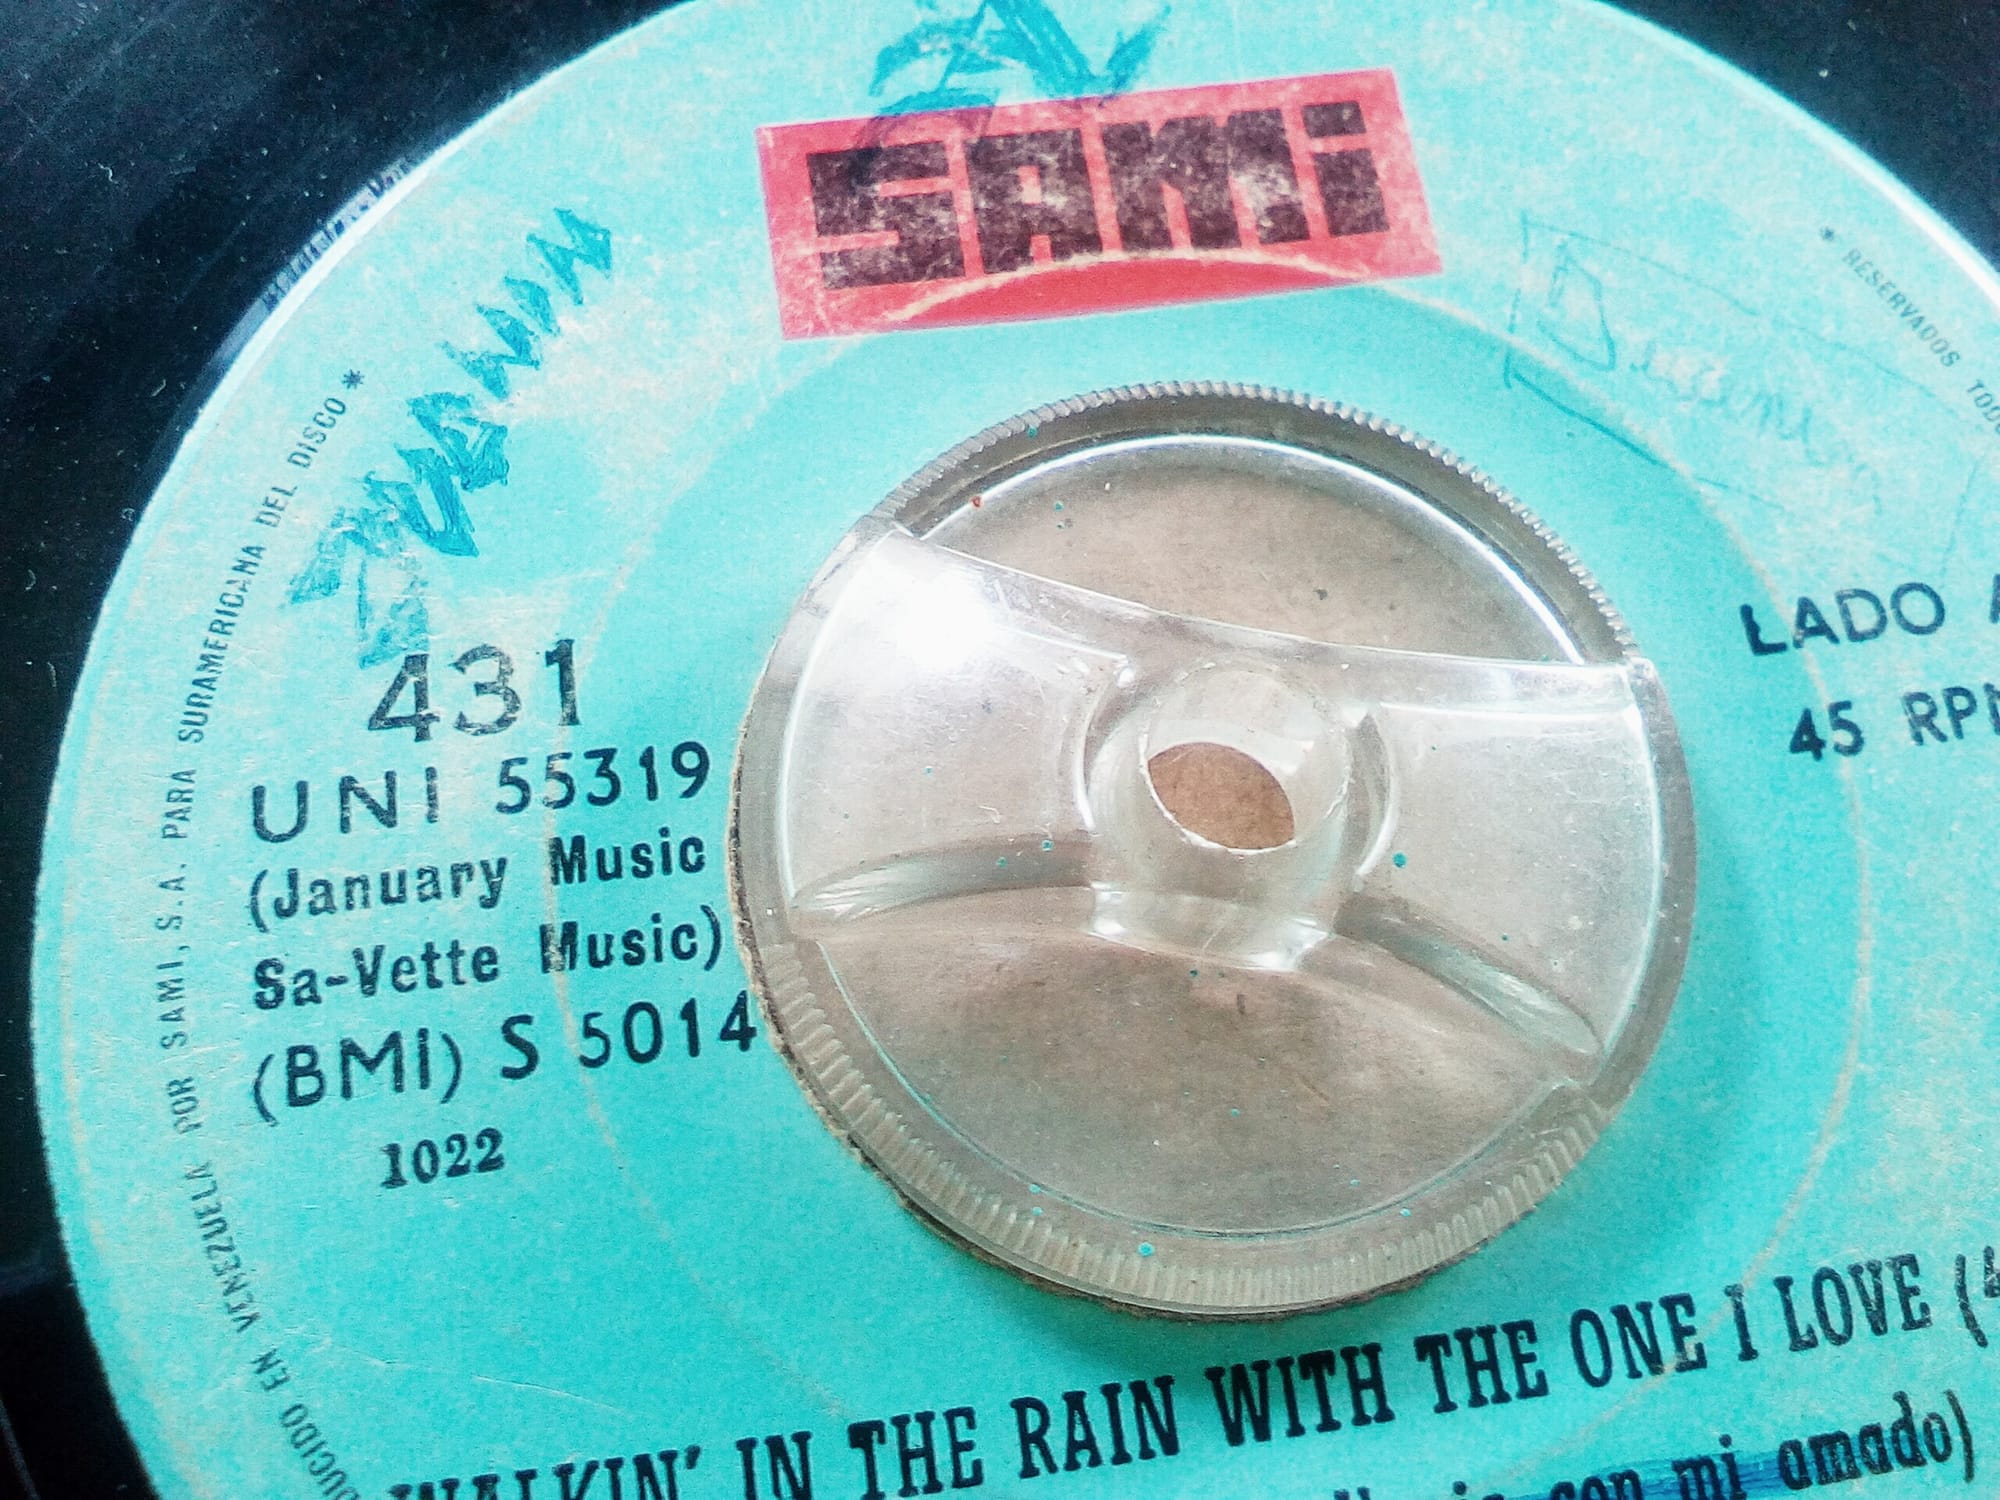 SAMi
431
UNI 55319
(January Music
Sa-Vette Music)
(BMI) S 5014
1022
LADO
45 RPM
WALKIN' IN THE RAIN WITH THE ONE I LOVE
con mi amado)
EN VENEZUELA POR SAMI, S.A. PARA SURAMERICANA DEL DISCO *
* RESERVADOS